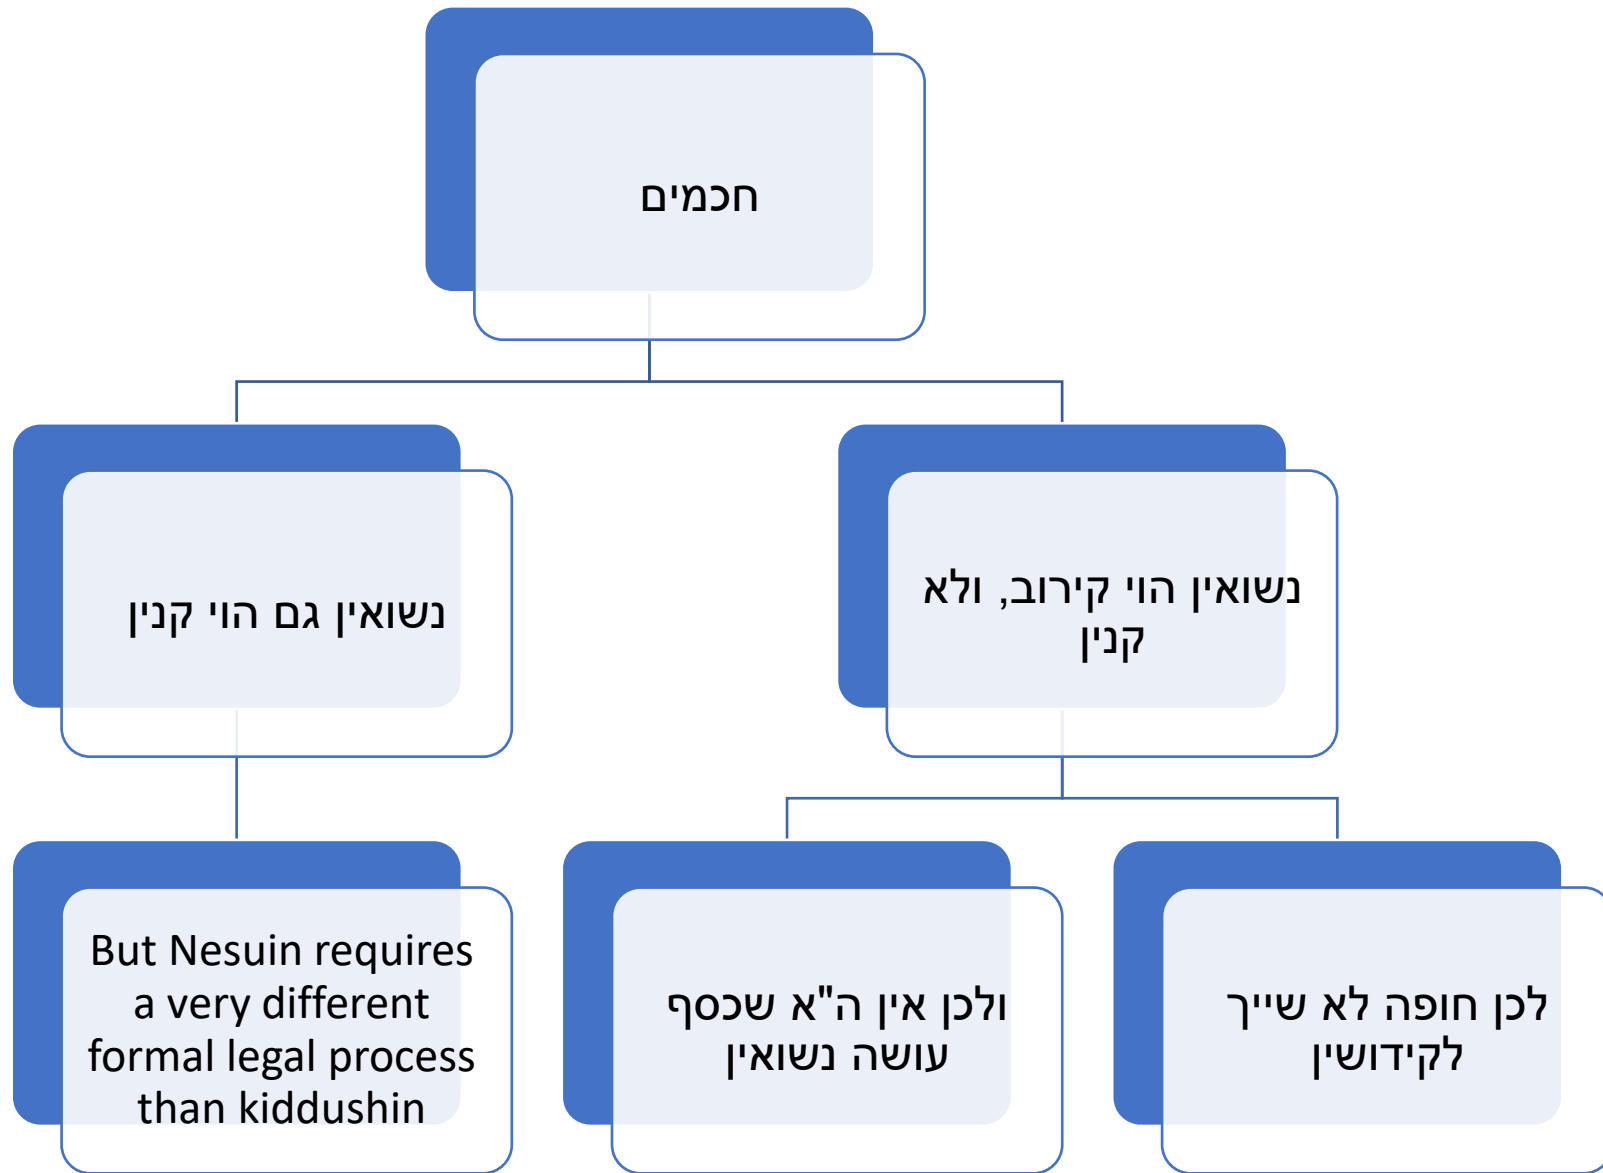 חכמים
נשואין הוי קירוב, ולא
קנין
נשואין גם הוי קנין
לכן חופה לא שייך
לקידושין
ולכן אין ה"א שכסף
עושה נשואין
But Nesuin requires
a very different
formal legal process
than kiddushin